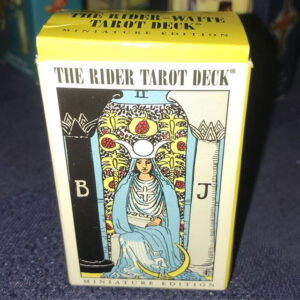 THE RIDER–WAITE
TAROT DECK®
MINIATURE EDITION
THE RIDER TAROT DECK®
II
B J
MINIATURE EDITION